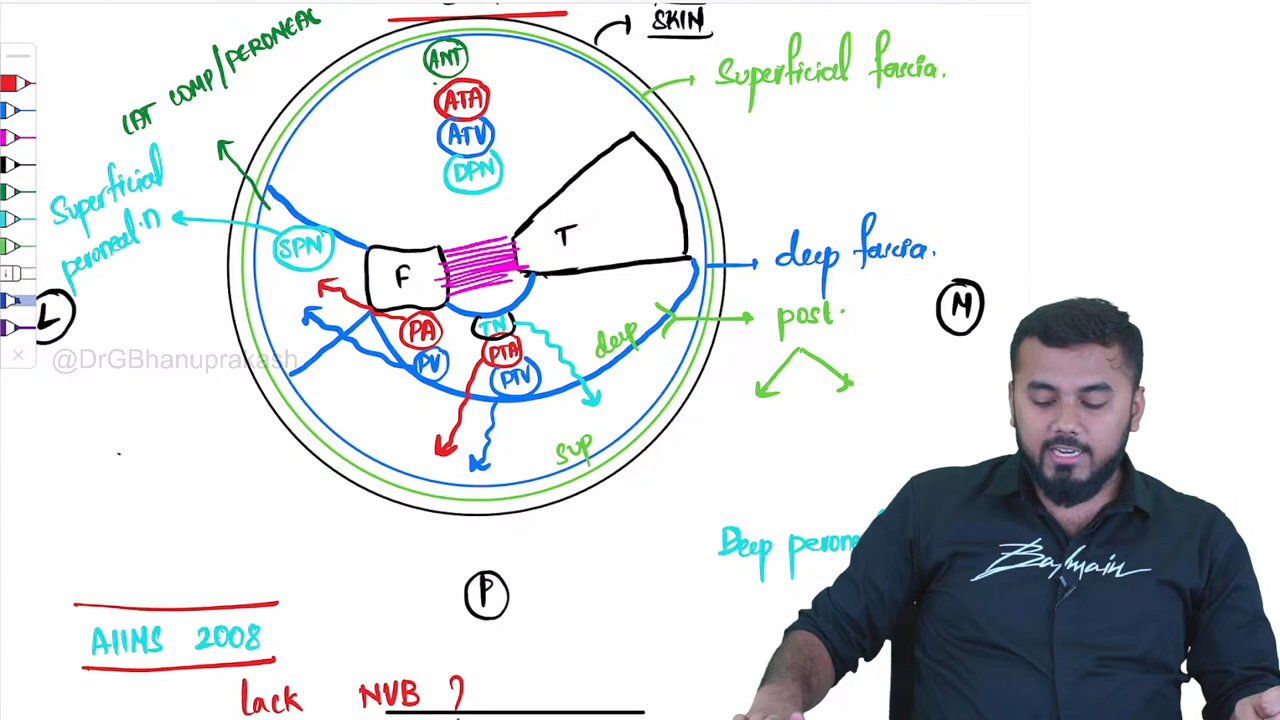 SKIN
LAT COMP/PERONEAL
ANT
Superficial fascia.
ATA
ATV
DPN
Superficial
peroneal.n
SPN
F
T
deep fascia.
L
M
PA
TN
post.
PV
PTA
deep
PTV
@DrGBhanuprakash
sup
Deep
Balmain
P
AIIMS 2008
lack NVB ?